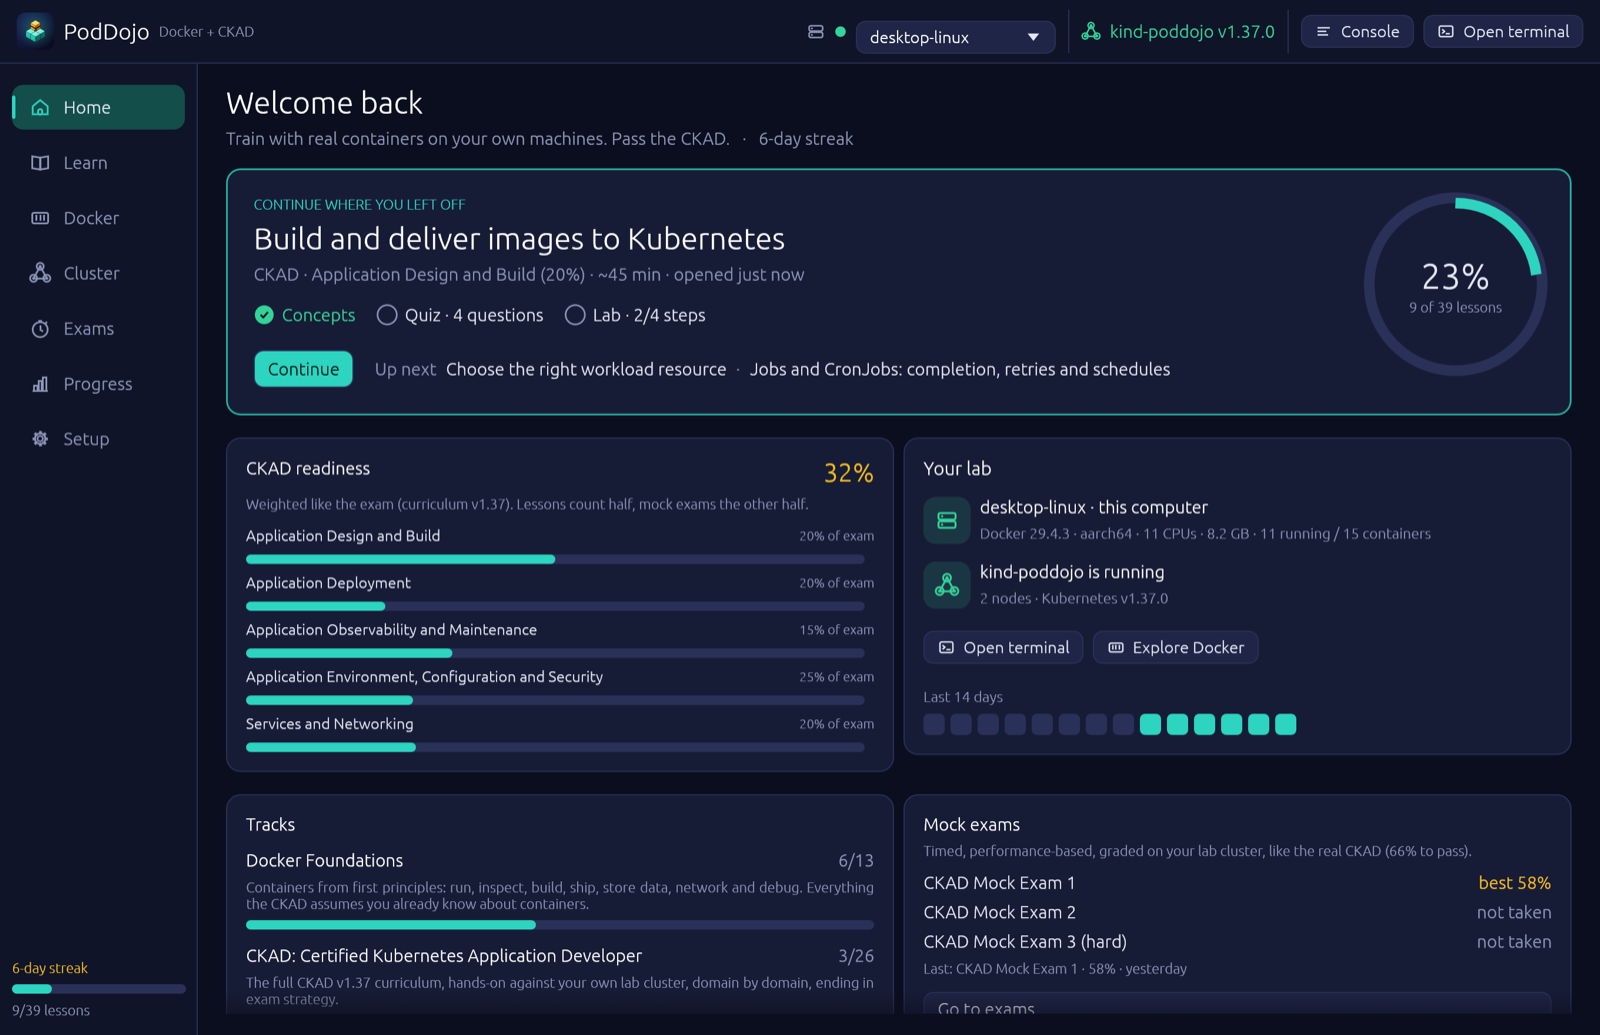 PodDojo Docker + CKAD
desktop-linux
kind-poddojo v1.37.0
Console
Open terminal
Home
Learn
Docker
Cluster
Exams
Progress
Setup
6-day streak
9/39 lessons
Welcome back
Train with real containers on your own machines. Pass the CKAD. · 6-day streak
CONTINUE WHERE YOU LEFT OFF
Build and deliver images to Kubernetes
CKAD · Application Design and Build (20%) · ~45 min · opened just now
Concepts
Quiz · 4 questions
Lab · 2/4 steps
Continue
Up next Choose the right workload resource · Jobs and CronJobs: completion, retries and schedules
23%
9 of 39 lessons
CKAD readiness
32%
Weighted like the exam (curriculum v1.37). Lessons count half, mock exams the other half.
Application Design and Build
20% of exam
Application Deployment
20% of exam
Application Observability and Maintenance
15% of exam
Application Environment, Configuration and Security
25% of exam
Services and Networking
20% of exam
Your lab
desktop-linux · this computer
Docker 29.4.3 · aarch64 · 11 CPUs · 8.2 GB · 11 running / 15 containers
kind-poddojo is running
2 nodes · Kubernetes v1.37.0
Open terminal
Explore Docker
Last 14 days
Tracks
Docker Foundations
6/13
Containers from first principles: run, inspect, build, ship, store data, network and debug. Everything
the CKAD assumes you already know about containers.
CKAD: Certified Kubernetes Application Developer
3/26
The full CKAD v1.37 curriculum, hands-on against your own lab cluster, domain by domain, ending in
exam strategy.
Mock exams
Timed, performance-based, graded on your lab cluster, like the real CKAD (66% to pass).
CKAD Mock Exam 1
best 58%
CKAD Mock Exam 2
not taken
CKAD Mock Exam 3 (hard)
not taken
Last: CKAD Mock Exam 1 · 58% · yesterday
Go to exams